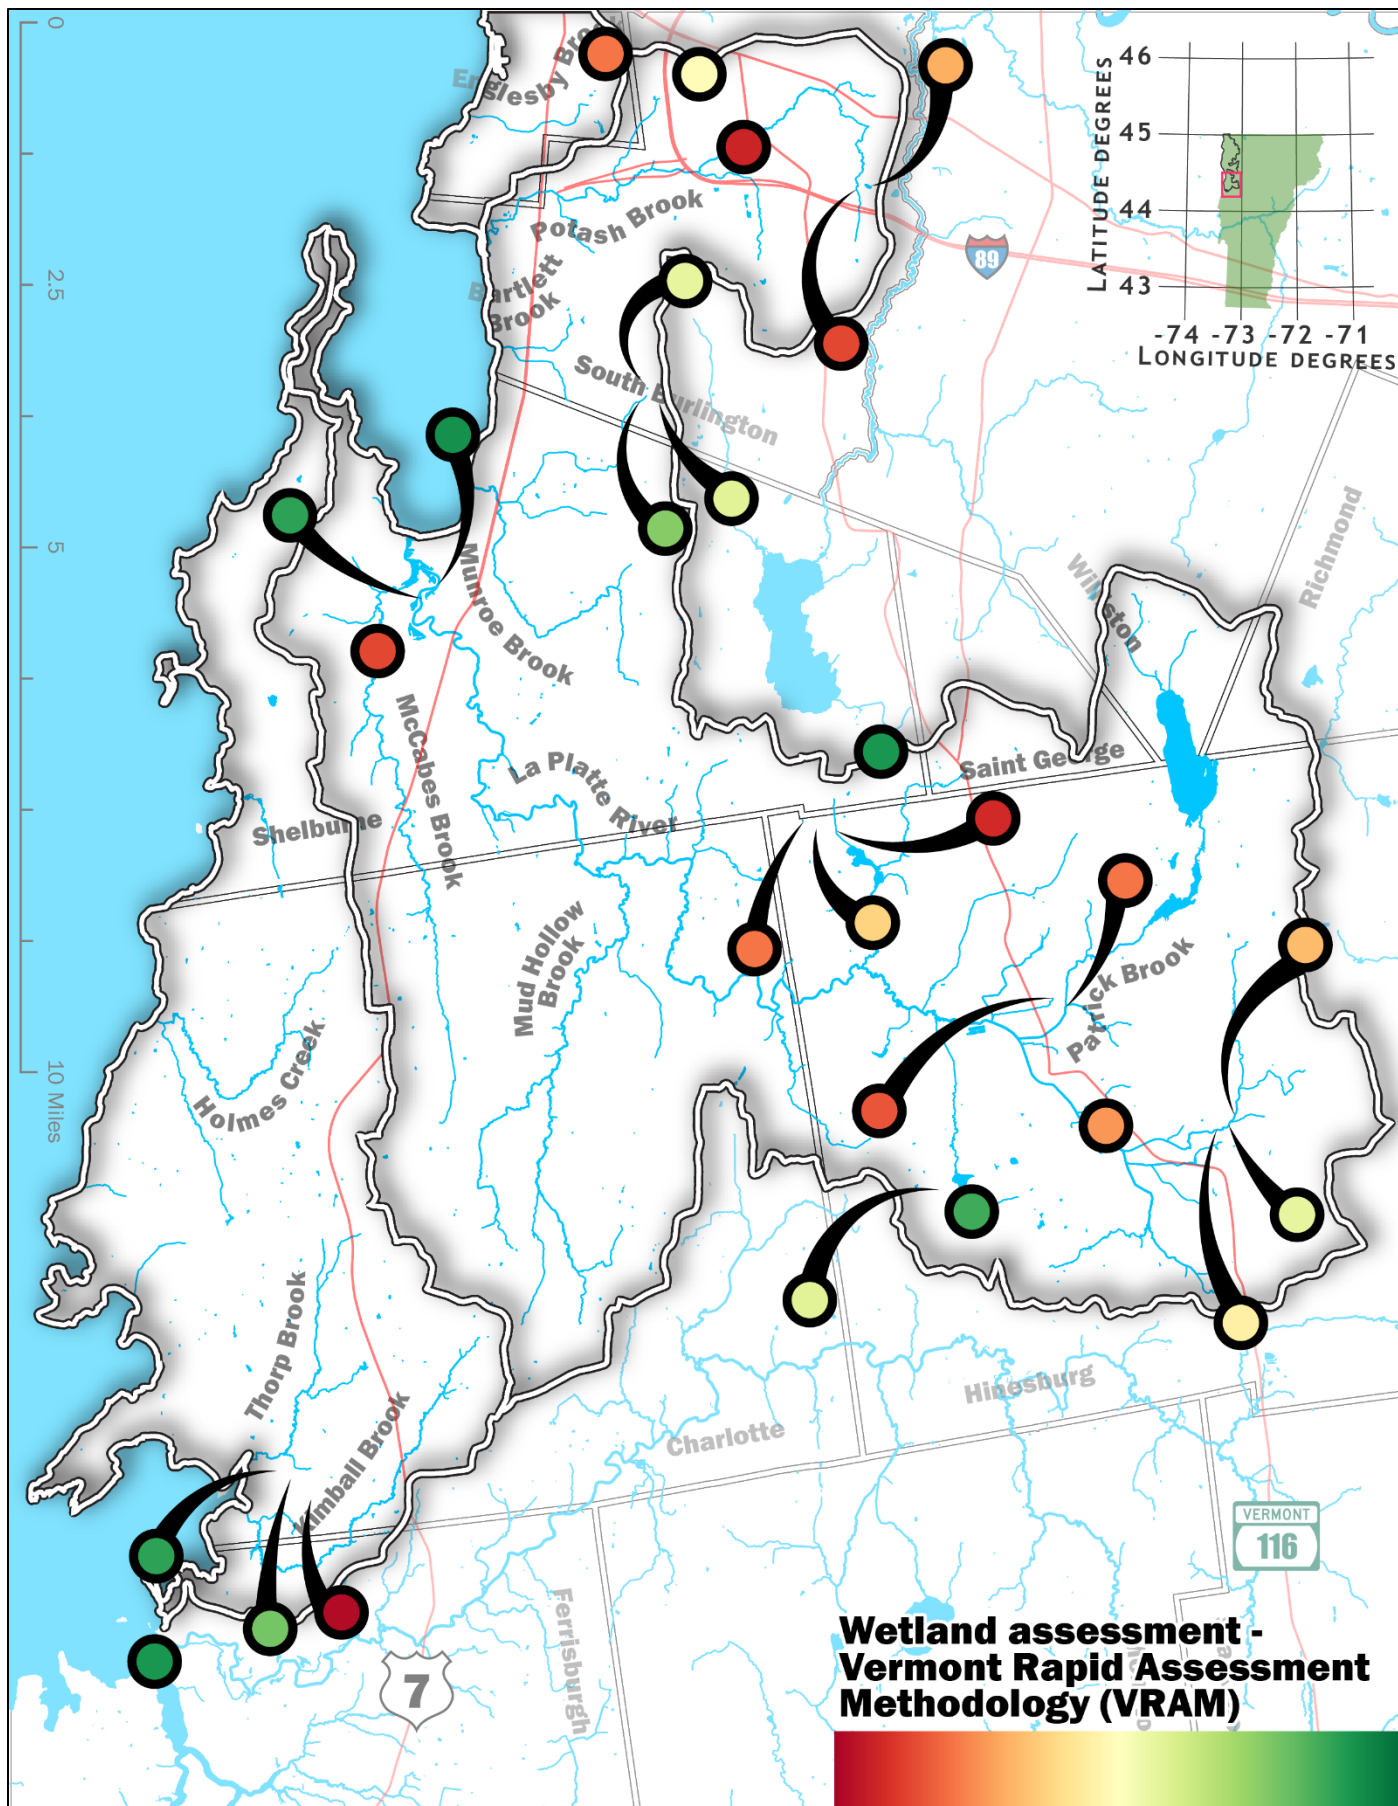 0
2.5
5
10 Miles
Englesby Brook
Potash Brook
Bartlett
Brook
South Burlington
89
LATITUDE DEGREES
46
45
44
43
-74 -73 -72 -71
LONGITUDE DEGREES
Richmond
Williston
Munroe Brook
McCabes Brook
La Platte River
Saint George
Shelburne
Mud Hollow
Brook
Patrick Brook
Holmes Creek
Thorp Brook
Kimball Brook
Hinesburg
Charlotte
Ferrisburgh
VERMONT
116
7
Wetland assessment -
Vermont Rapid Assessment
Methodology (VRAM)